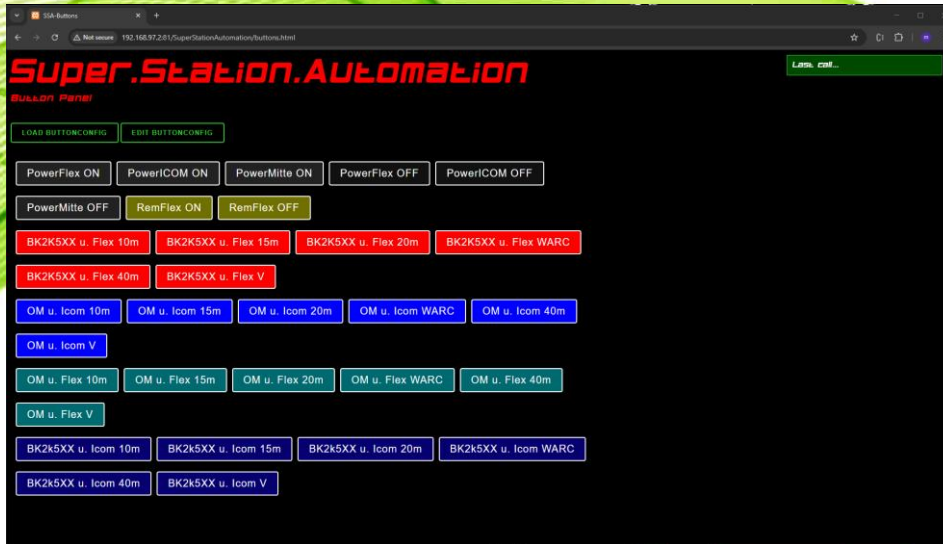 SSA-Buttons
Not secure 192.168.97.2:81/SuperStationAutomation/buttons.html
Super.Station.Automation
Last call...
Button Panel
LOAD BUTTONCONFIG EDIT BUTTONCONFIG
PowerFlex ON PowerICOM ON PowerMitte ON PowerFlex OFF PowerICOM OFF
PowerMitte OFF RemFlex ON RemFlex OFF
BK2K5XX u. Flex 10m BK2K5XX u. Flex 15m BK2K5XX u. Flex 20m BK2K5XX u. Flex WARC
BK2K5XX u. Flex 40m BK2K5XX u. Flex V
OM u. Icom 10m OM u. Icom 15m OM u. Icom 20m OM u. Icom WARC OM u. Icom 40m
OM u. Icom V
OM u. Flex 10m OM u. Flex 15m OM u. Flex 20m OM u. Flex WARC OM u. Flex 40m
OM u. Flex V
BK2k5XX u. Icom 10m BK2k5XX u. Icom 15m BK2k5XX u. Icom 20m BK2k5XX u. Icom WARC
BK2k5XX u. Icom 40m BK2k5XX u. Icom V